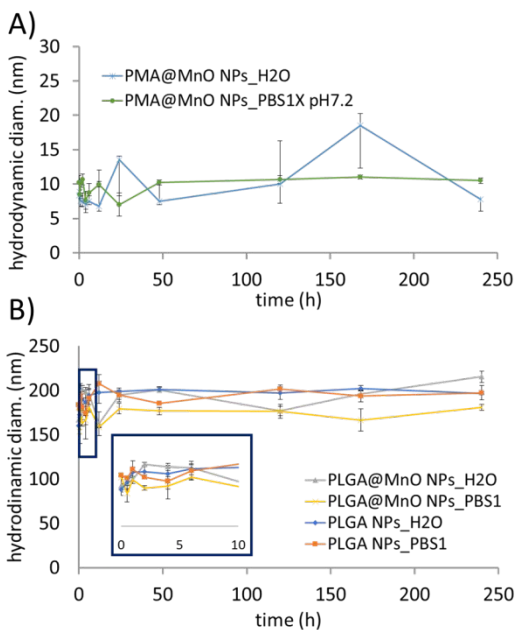 A)
PMA@MnO NPs_H2O
PMA@MnO NPs_PBS1X pH7.2
hydrodynamic diam. (nm)
30
25
20
15
10
5
0
0 50 100 150 200 250
time (h)
B)
hydrodinamic diam. (nm)
250
200
150
100
50
0
0 5 10
PLGA@MnO NPs_H2O
PLGA@MnO NPs_PBS1
PLGA NPs_H2O
PLGA NPs_PBS1
0 50 100 150 200 250
time (h)